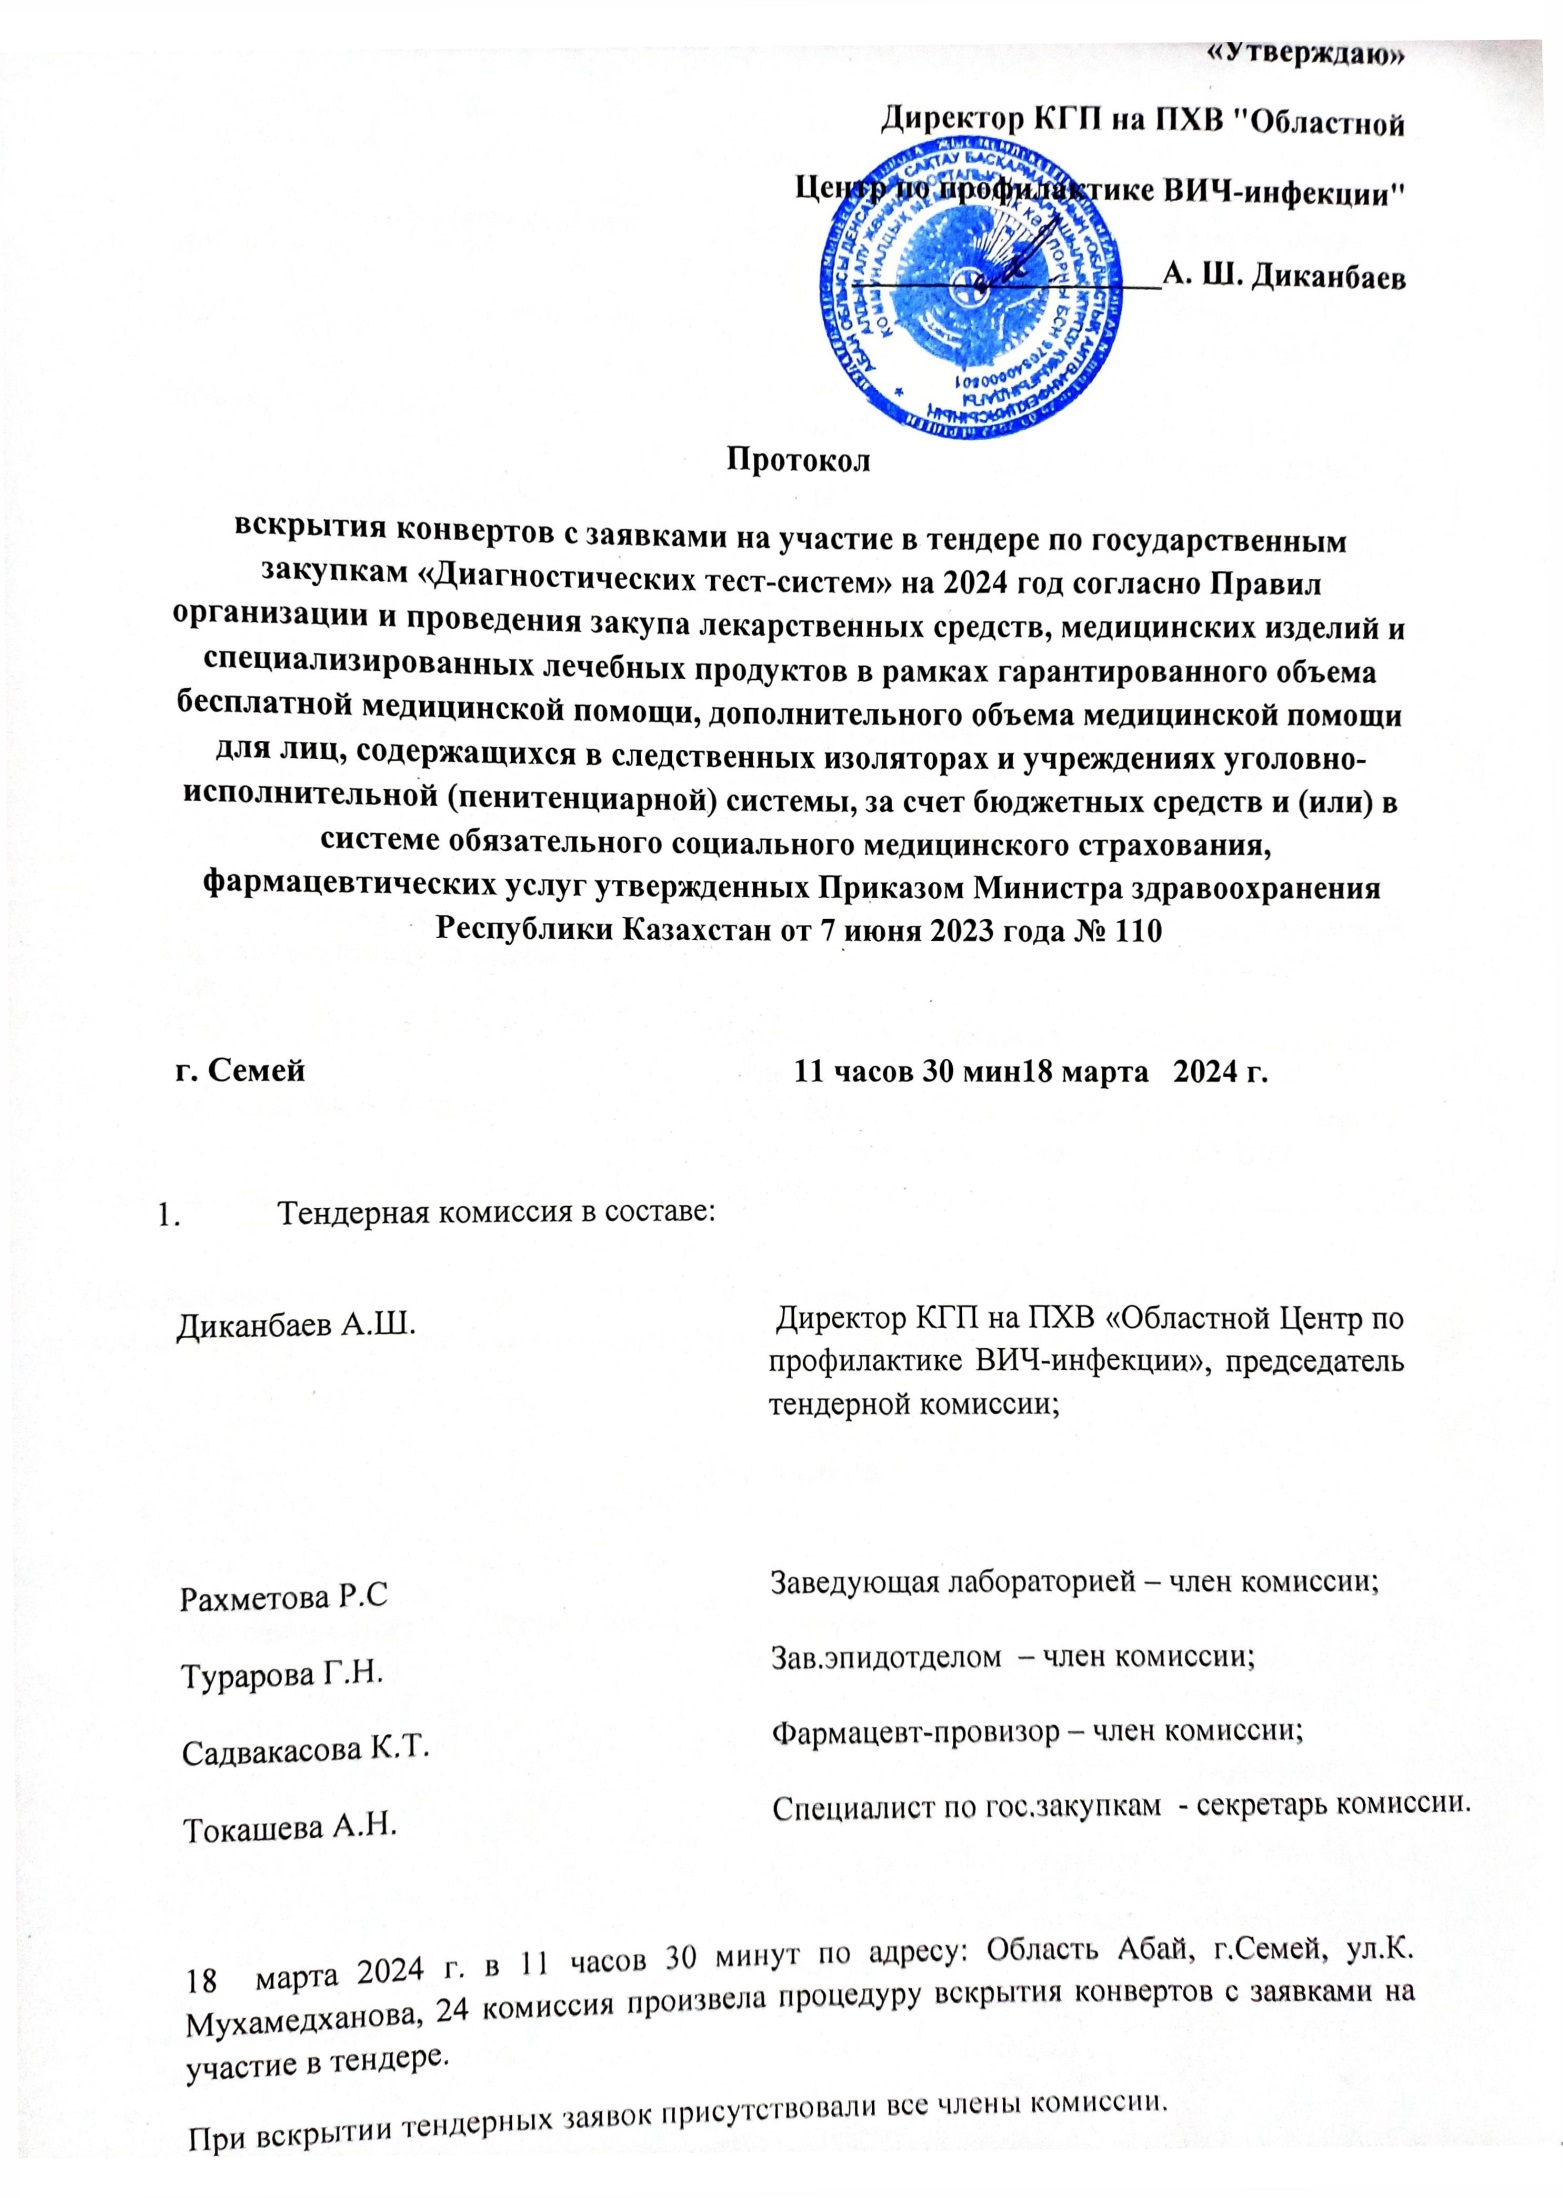 «Утверждаю»
Директор КГП на ПХВ "Областной
Центр по профилактике ВИЧ-инфекции"
А. Ш. Диканбаев
Протокол
вскрытия конвертов с заявками на участие в тендере по государственным
закупкам «Диагностических тест-систем» на 2024 год согласно Правил
организации и проведения закупа лекарственных средств, медицинских изделий и
специализированных лечебных продуктов в рамках гарантированного объема
бесплатной медицинской помощи, дополнительного объема медицинской помощи
для лиц, содержащихся в следственных изоляторах и учреждениях уголовно-
исполнительной (пенитенциарной) системы, за счет бюджетных средств и (или) в
системе обязательного социального медицинского страхования,
фармацевтических услуг утвержденных Приказом Министра здравоохранения
Республики Казахстан от 7 июня 2023 года № 110
г. Семей 11 часов 30 мин18 марта 2024 г.
1. Тендерная комиссия в составе:
Диканбаев А.Ш. Директор КГП на ПХВ «Областной Центр по
профилактике ВИЧ-инфекции», председатель
тендерной комиссии;
Рахметова Р.С Заведующая лабораторией – член комиссии;
Турарова Г.Н. Зав.эпидотделом – член комиссии;
Садвакасова К.Т. Фармацевт-провизор – член комиссии;
Токашева А.Н. Специалист по гос.закупкам - секретарь комиссии.
18 марта 2024 г. в 11 часов 30 минут по адресу: Область Абай, г.Семей, ул.К.
Мухамедханова, 24 комиссия произвела процедуру вскрытия конвертов с заявками на
участие в тендере.
При вскрытии тендерных заявок присутствовали все члены комиссии.